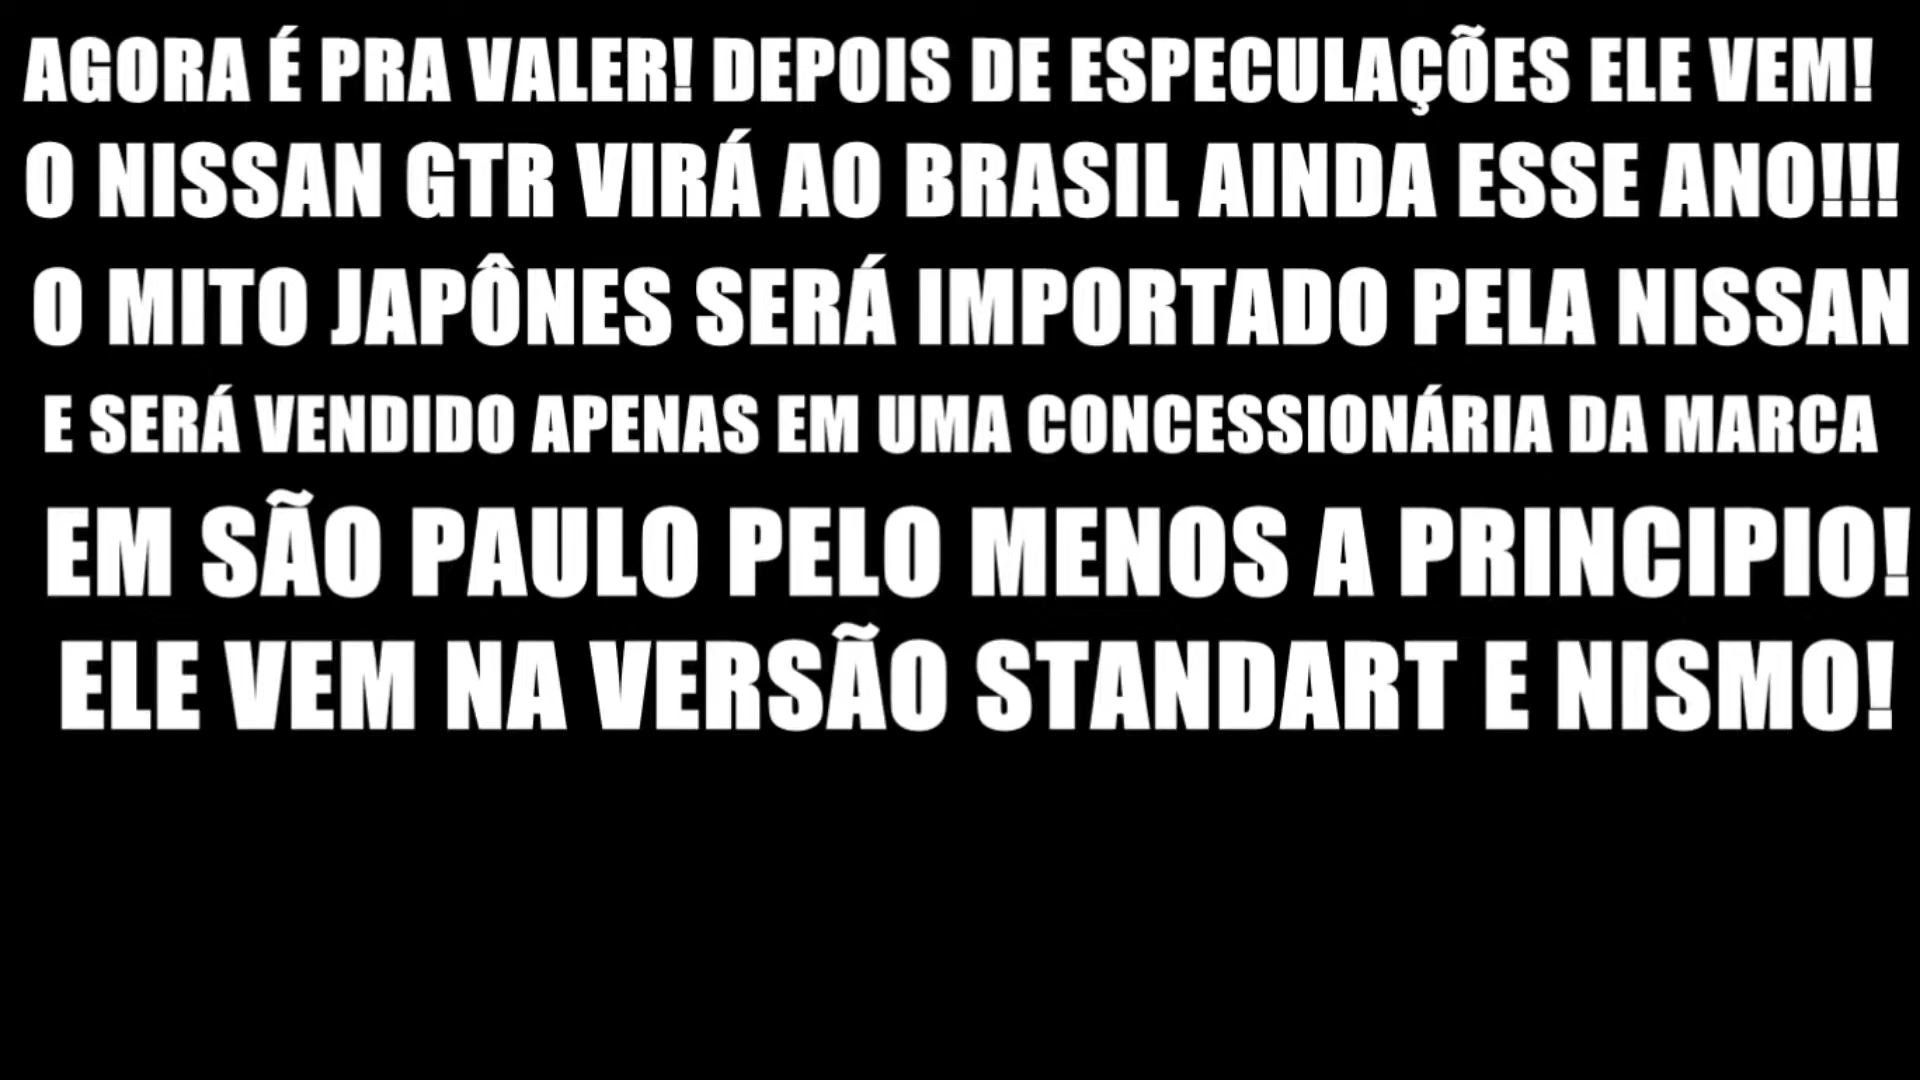 AGORA É PRA VALER! DEPOIS DE ESPECULAÇÕES ELE VEM!
O NISSAN GTR VIRÁ AO BRASIL AINDA ESSE ANO!!!
O MITO JAPÔNES SERÁ IMPORTADO PELA NISSAN
E SERÁ VENDIDO APENAS EM UMA CONCESSIONÁRIA DA MARCA
EM SÃO PAULO PELO MENOS A PRINCIPIO!
ELE VEM NA VERSÃO STANDART E NISMO!